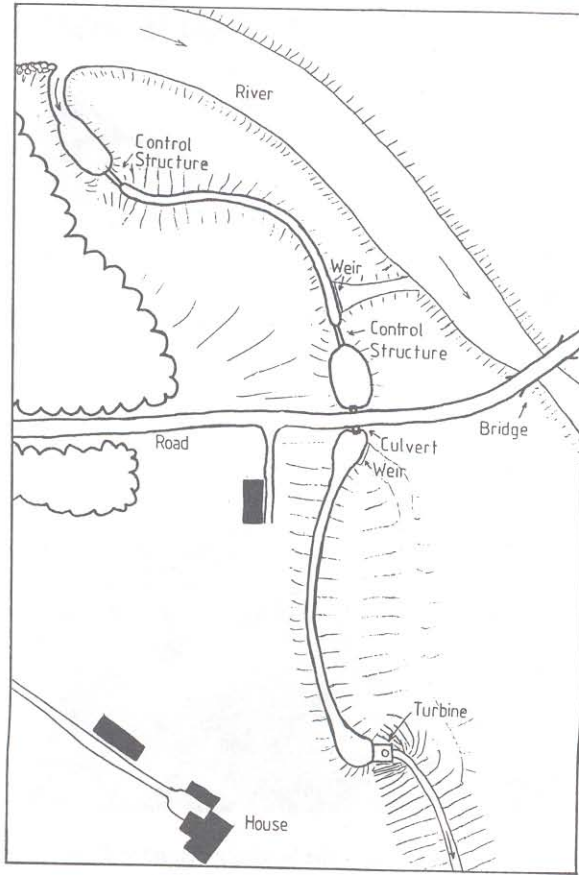 River
Control
Structure
Weir
Control
Structure
Road
Bridge
Culvert
Weir
Turbine
House